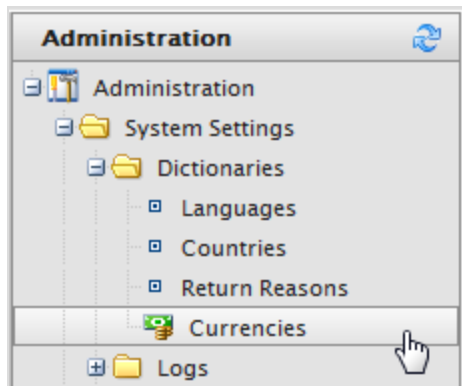 Administration
Administration
System Settings
Dictionaries
Languages
Countries
Return Reasons
Currencies
Logs